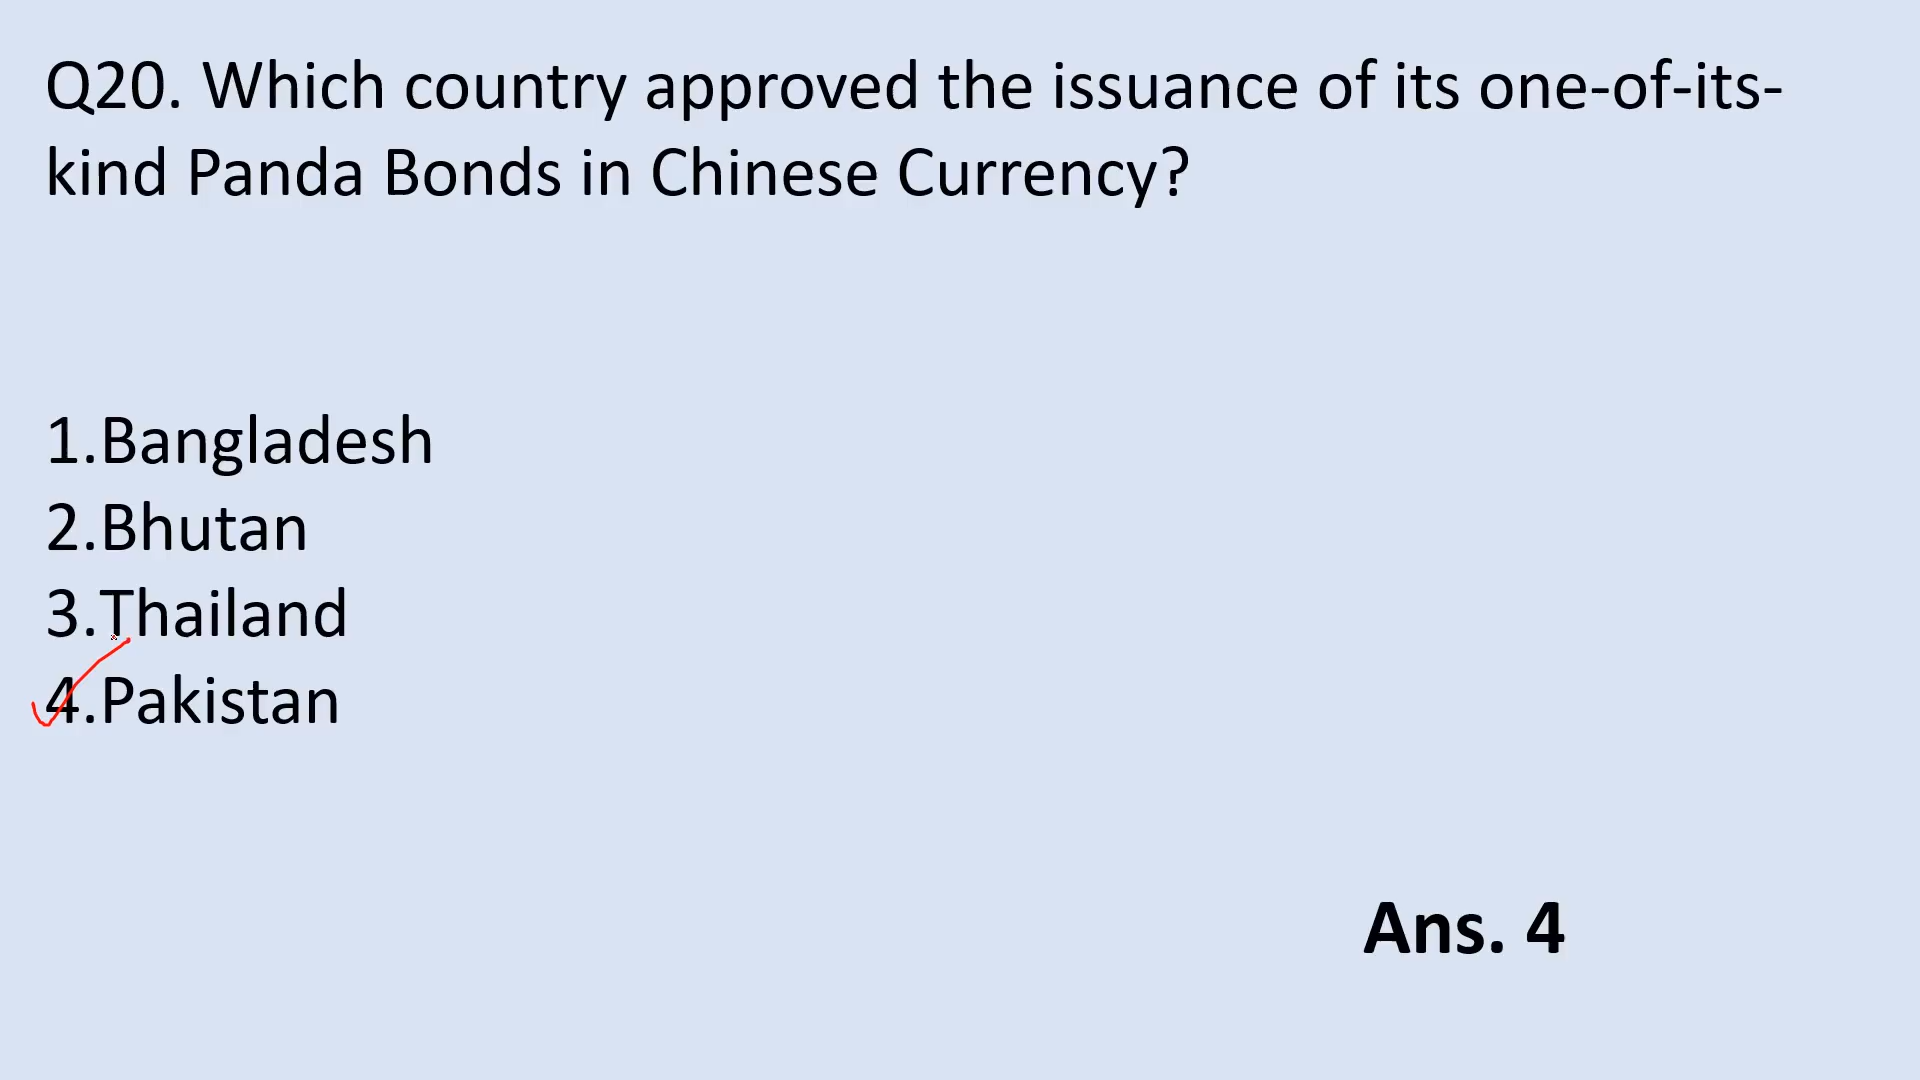 Q20. Which country approved the issuance of its one-of-its-
kind Panda Bonds in Chinese Currency?
1.Bangladesh
2.Bhutan
3.Thailand
4.Pakistan
Ans. 4